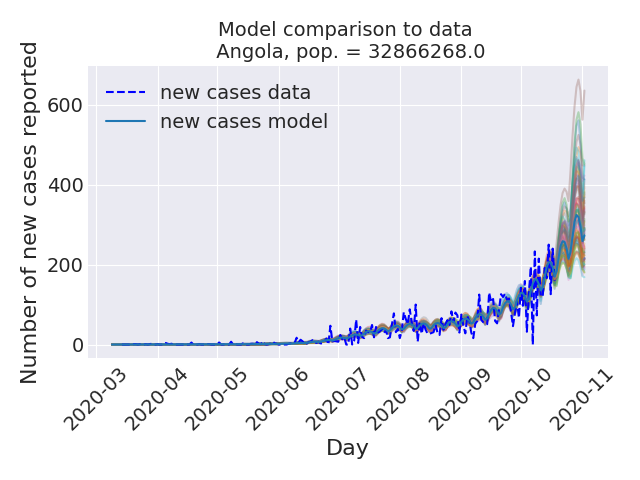 Model comparison to data
Angola, pop. = 32866268.0
Number of new cases reported
600
400
200
0
new cases data
new cases model
2020-03
2020-04
2020-05
2020-06
2020-07
2020-08
2020-09
2020-10
2020-11
Day